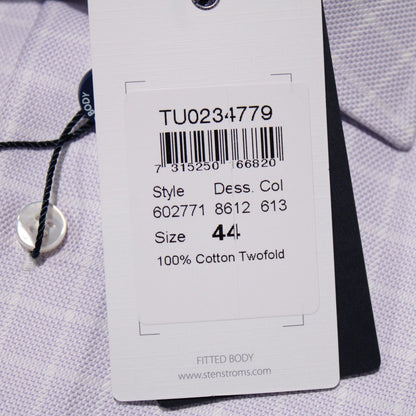 BODY
TU0234779
7 315250 66820
Style Dess. Col
602771 8612 613
Size 44
100% Cotton Twofold
FITTED BODY
www.stenstroms.com